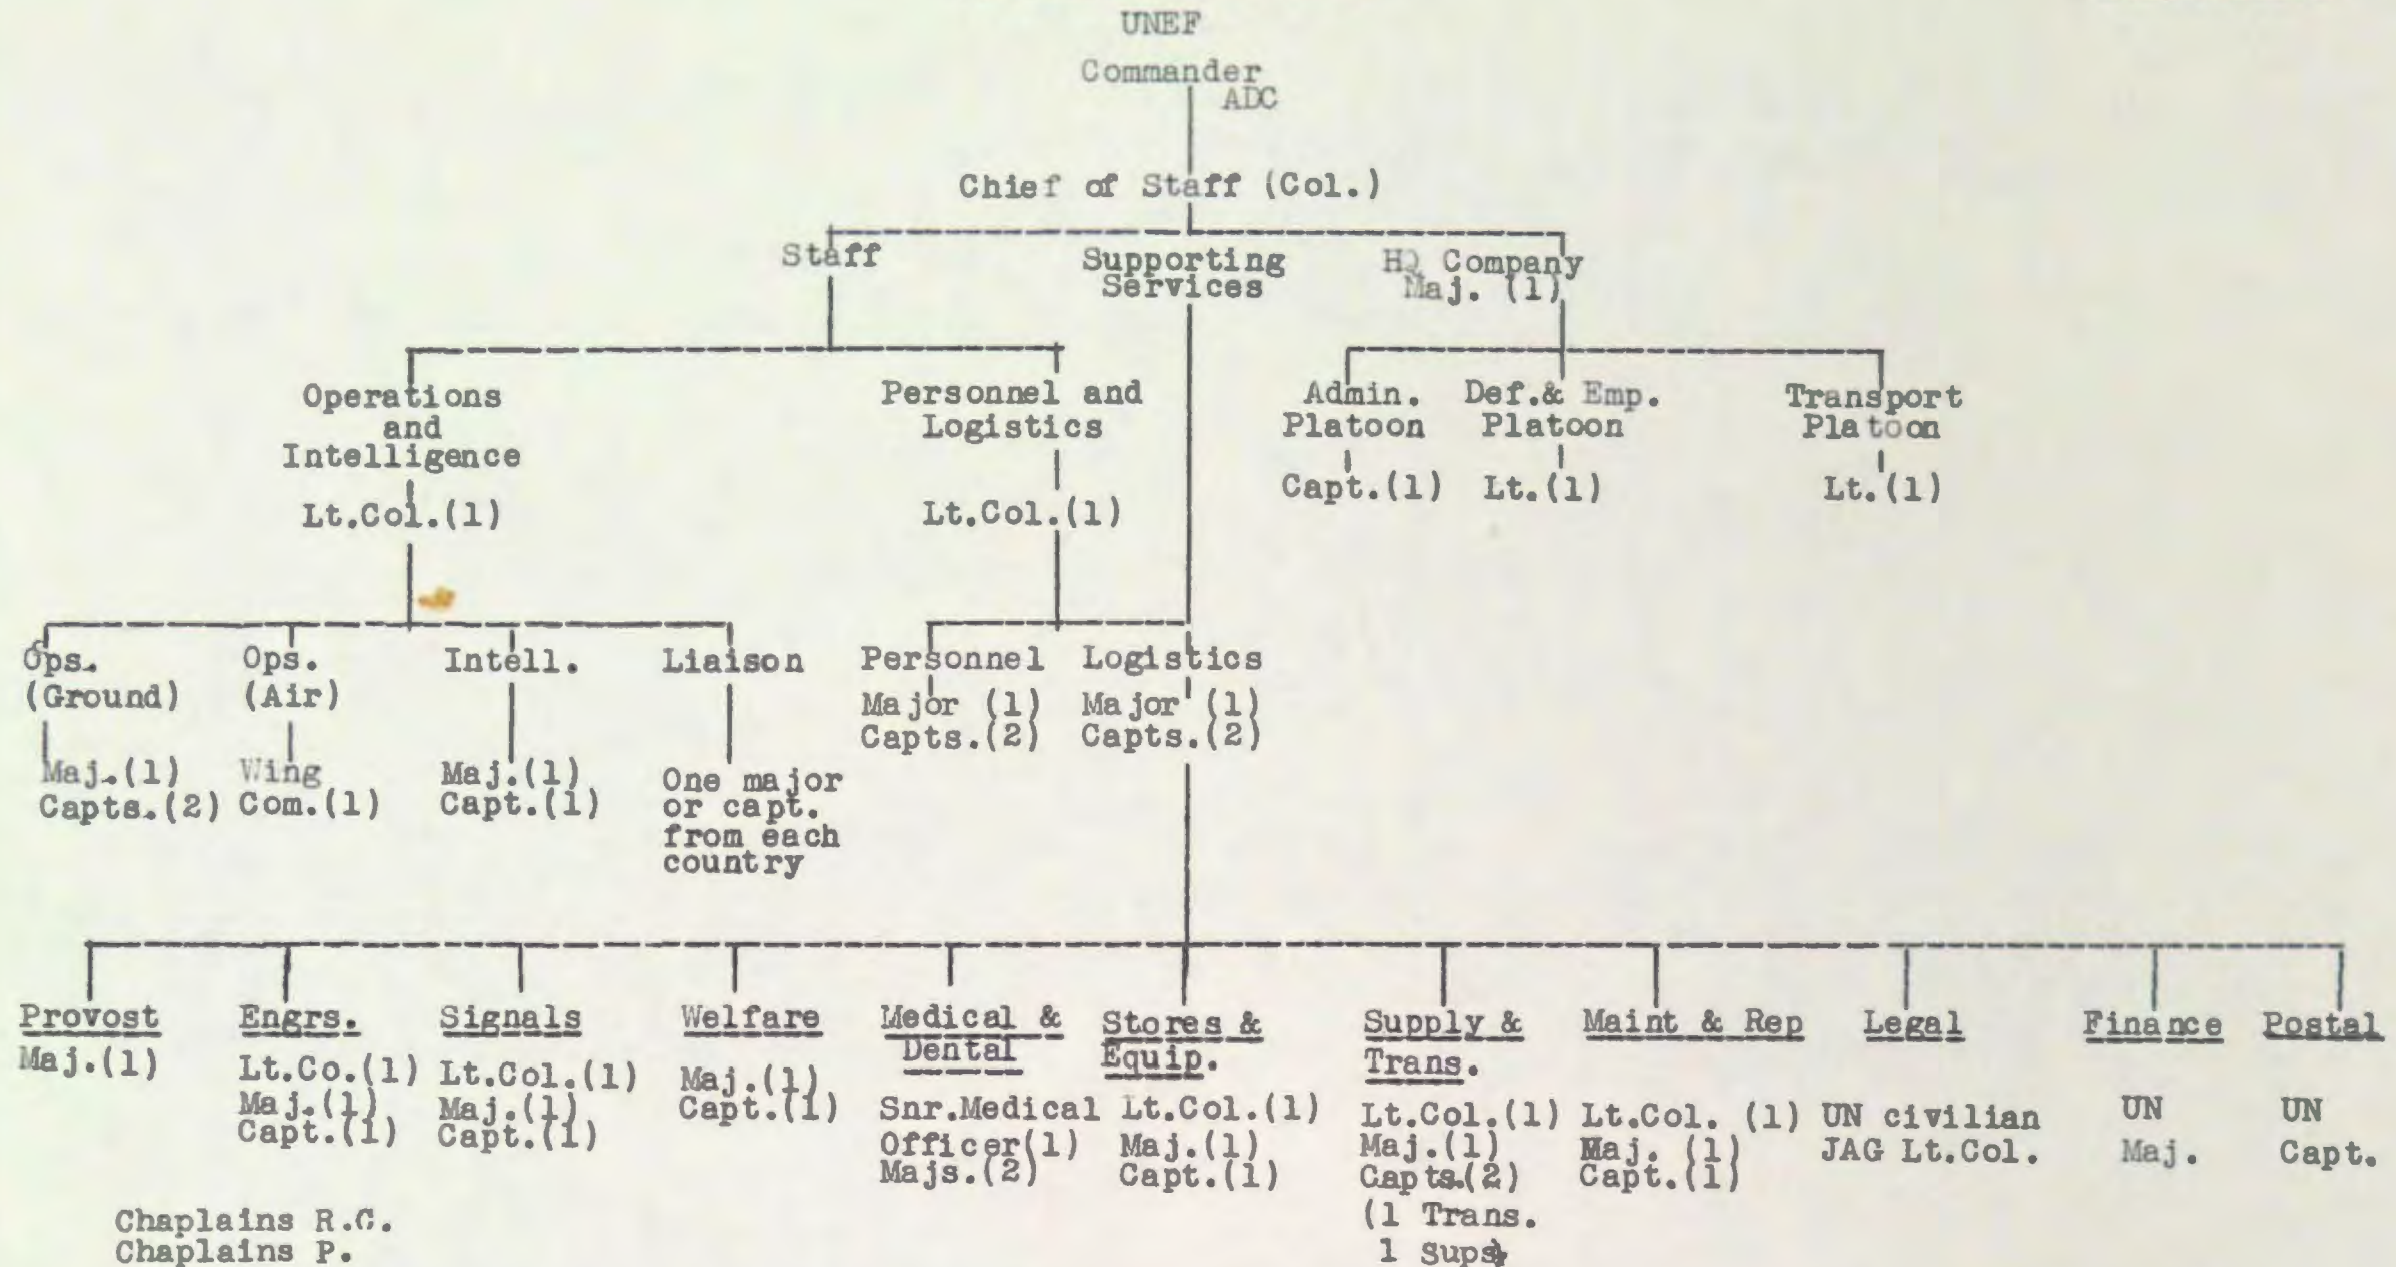 UNEF
Commander
ADC
Chief of Staff (Col.)
Staff
Supporting
Services
HQ Company
Maj. (1)
Operations
and
Intelligence
Lt.Col.(1)
Personnel and
Logistics
Lt.Col.(1)
Admin.
Platoon
Capt.(1)
Def.& Emp.
Platoon
Lt.(1)
Transport
Platoon
Lt.(1)
Ops.
(Ground)
Maj.(1)
Capts.(2)
Ops.
(Air)
Wing
Com.(1)
Intell.
Maj.(1)
Capt.(1)
Liaison
One major
or capt.
from each
country
Personnel
Major (1)
Capts.(2)
Logistics
Major (1)
Capts.(2)
Provost
Maj.(1)
Engrs.
Lt.Co.(1)
Maj.(1)
Capt.(1)
Signals
Lt.Col.(1)
Maj.(1)
Capt.(1)
Welfare
Maj.(1)
Capt.(1)
Medical &
Dental
Snr.Medical
Officer(1)
Majs.(2)
Stores &
Equip.
Lt.Col.(1)
Maj.(1)
Capt.(1)
Supply &
Trans.
Lt.Col.(1)
Maj.(1)
Capts.(2)
(1 Trans.
1 Sups)
Maint & Rep
Lt.Col. (1)
Maj. (1)
Capt.(1)
Legal
UN civilian
JAG Lt.Col.
Finance
UN
Maj.
Postal
UN
Capt.
Chaplains R.C.
Chaplains P.